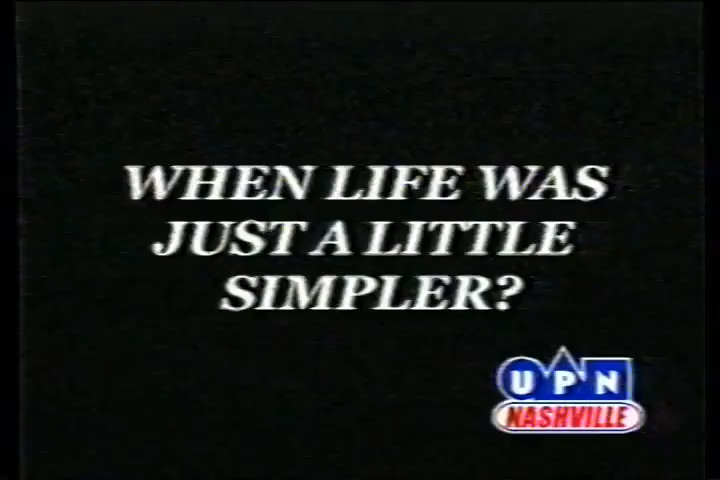 WHEN LIFE WAS
JUST A LITTLE
SIMPLER?
UPN
NASHVILLE